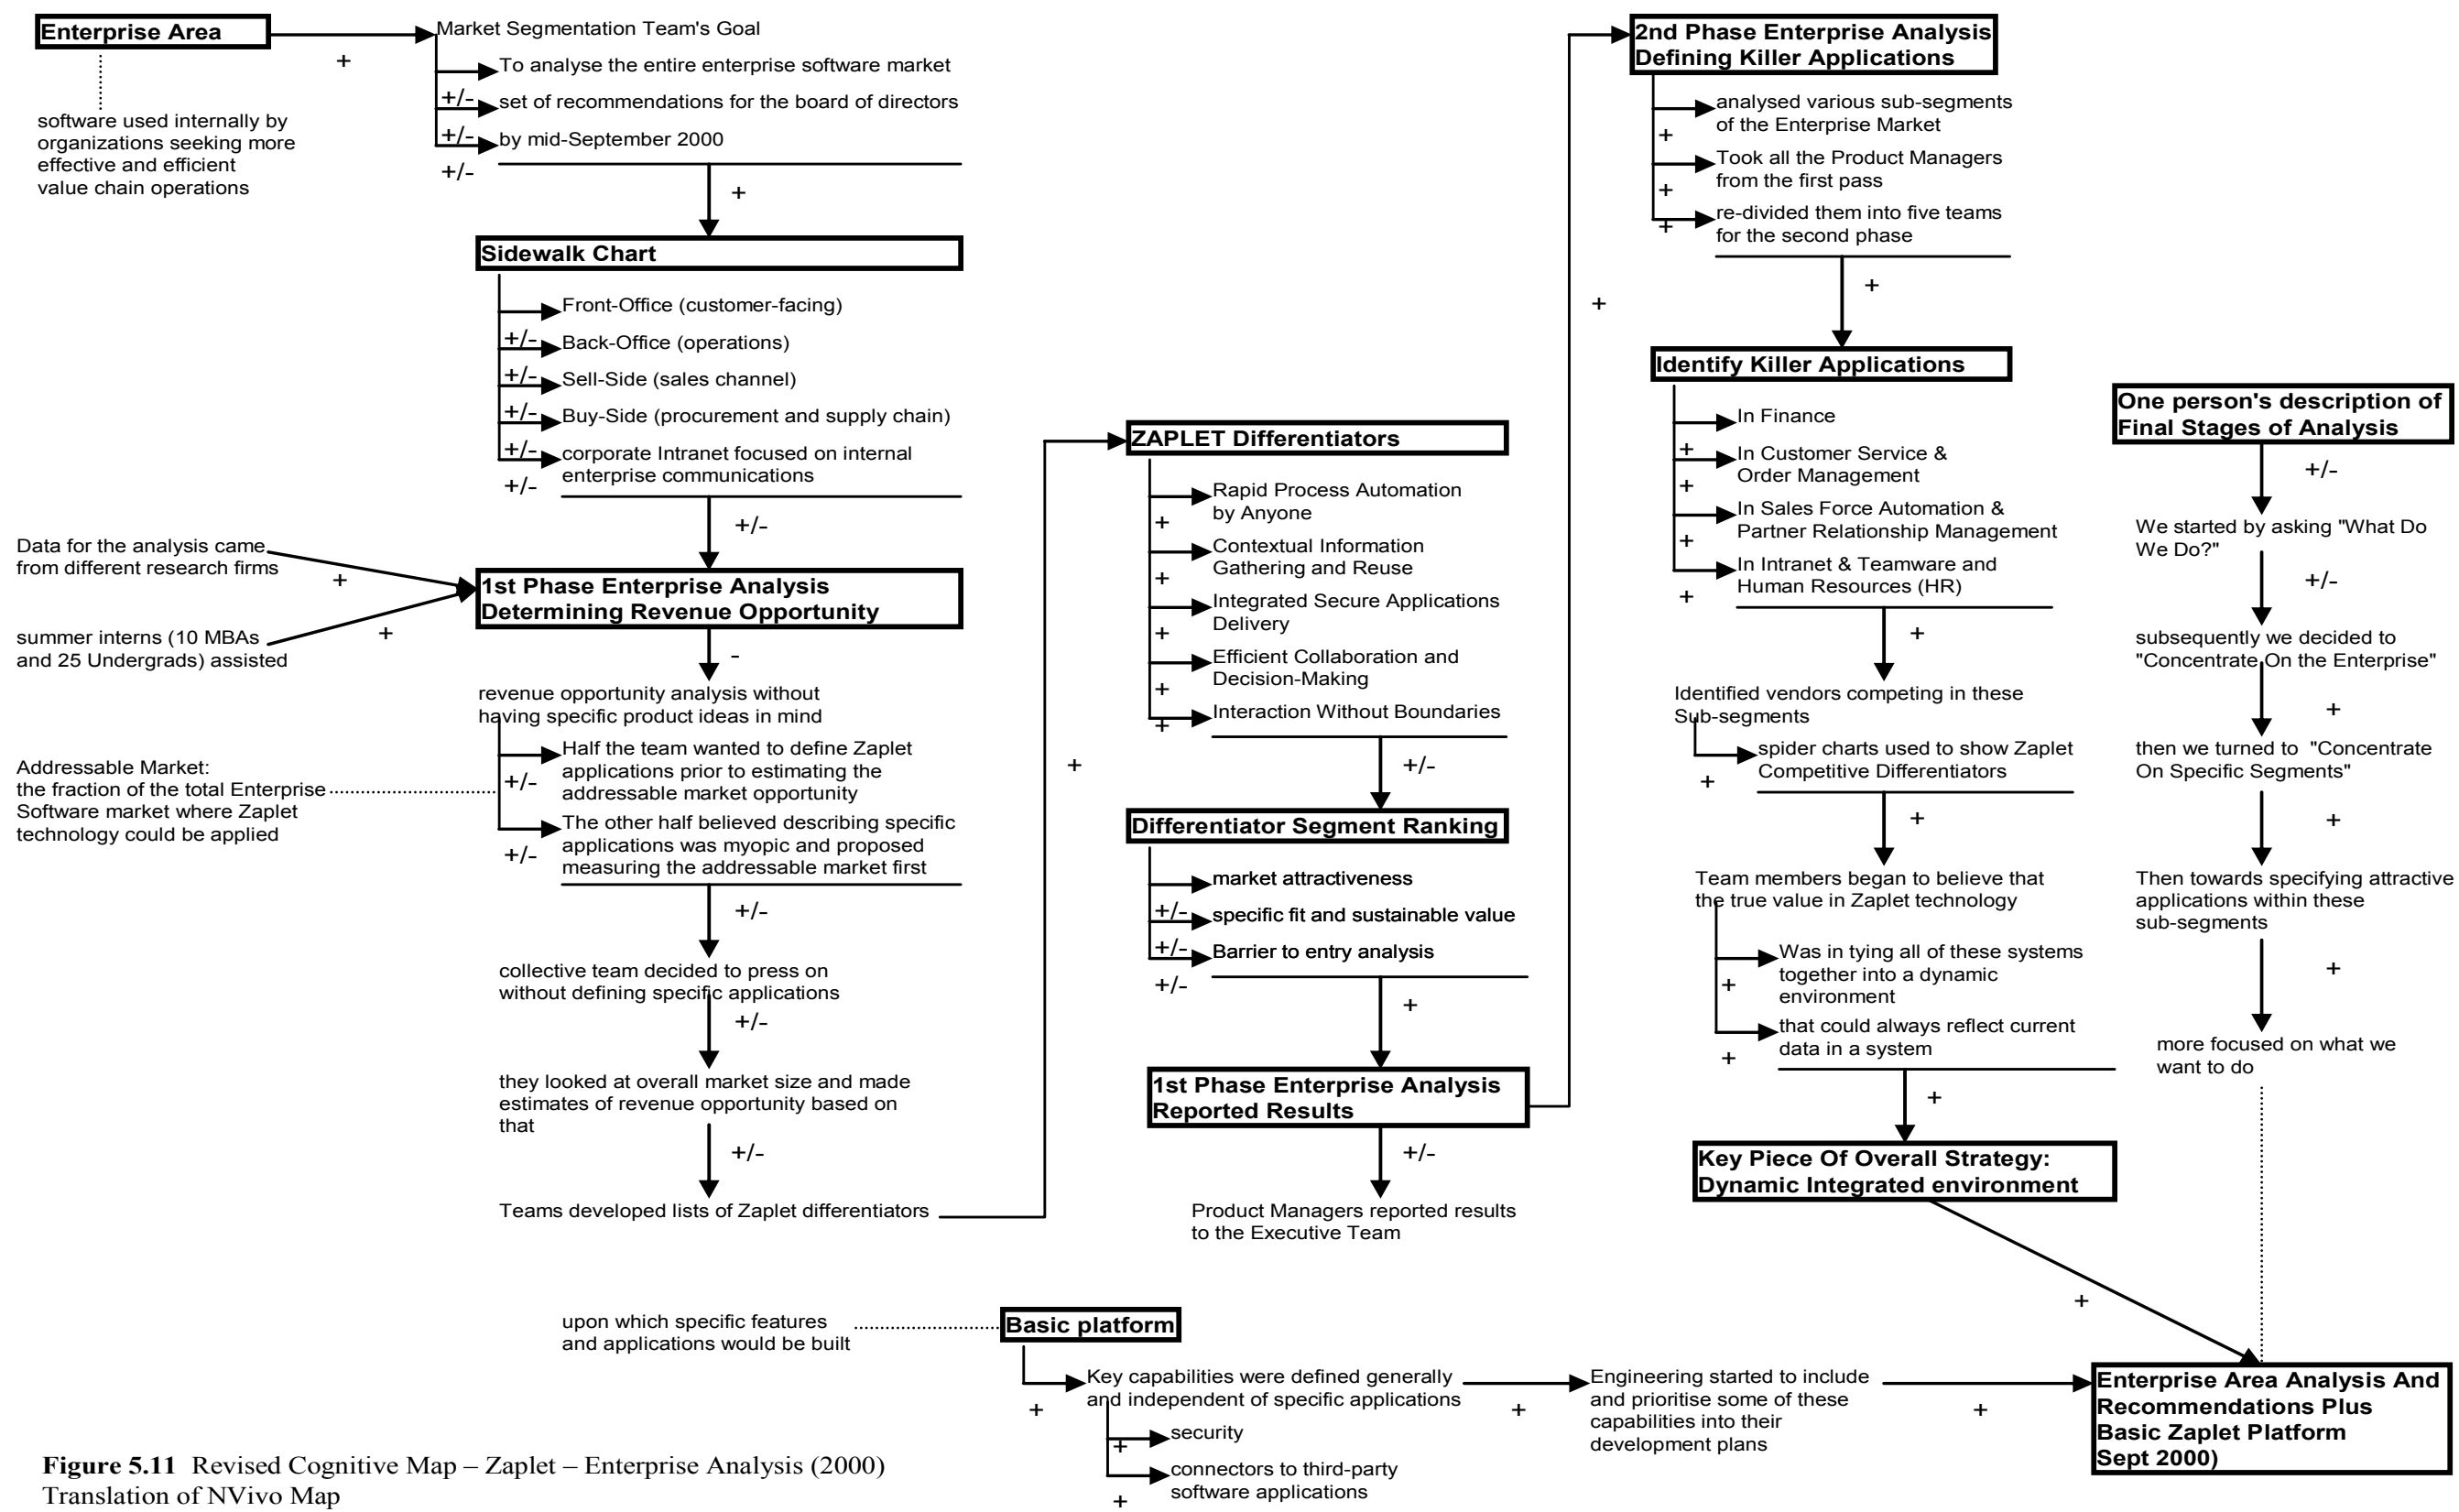 Enterprise Area
+
software used internally by
organizations seeking more
effective and efficient
value chain operations
Market Segmentation Team's Goal
To analyse the entire enterprise software market
+/-
set of recommendations for the board of directors
+/-
by mid-September 2000
+/-
+
Sidewalk Chart
Front-Office (customer-facing)
+/-
Back-Office (operations)
+/-
Sell-Side (sales channel)
+/-
Buy-Side (procurement and supply chain)
+/-
corporate Intranet focused on internal
enterprise communications
+/-
+/-
Data for the analysis came
from different research firms
+
summer interns (10 MBAs
and 25 Undergrads) assisted
+
1st Phase Enterprise Analysis
Determining Revenue Opportunity
-
revenue opportunity analysis without
having specific product ideas in mind
Addressable Market:
the fraction of the total Enterprise
Software market where Zaplet
technology could be applied
Half the team wanted to define Zaplet
applications prior to estimating the
addressable market opportunity
+/-
The other half believed describing specific
applications was myopic and proposed
measuring the addressable market first
+/-
+/-
collective team decided to press on
without defining specific applications
+/-
they looked at overall market size and made
estimates of revenue opportunity based on
that
+/-
Teams developed lists of Zaplet differentiators
+
ZAPLET Differentiators
Rapid Process Automation
by Anyone
+
Contextual Information
Gathering and Reuse
+
Integrated Secure Applications
Delivery
+
Efficient Collaboration and
Decision-Making
+
Interaction Without Boundaries
+
+/-
Differentiator Segment Ranking
market attractiveness
+/-
specific fit and sustainable value
+/-
Barrier to entry analysis
+/-
+
1st Phase Enterprise Analysis
Reported Results
+/-
Product Managers reported results
to the Executive Team
+
2nd Phase Enterprise Analysis
Defining Killer Applications
analysed various sub-segments
of the Enterprise Market
+
Took all the Product Managers
from the first pass
+
re-divided them into five teams
for the second phase
+
+
Identify Killer Applications
In Finance
+
In Customer Service &
Order Management
+
In Sales Force Automation &
Partner Relationship Management
+
In Intranet & Teamware and
Human Resources (HR)
+
+
Identified vendors competing in these
Sub-segments
spider charts used to show Zaplet
Competitive Differentiators
+
+
Team members began to believe that
the true value in Zaplet technology
Was in tying all of these systems
together into a dynamic
environment
+
that could always reflect current
data in a system
+
+
Key Piece Of Overall Strategy:
Dynamic Integrated environment
+
One person's description of
Final Stages of Analysis
+/-
We started by asking "What Do
We Do?"
+/-
subsequently we decided to
"Concentrate On the Enterprise"
+
then we turned to "Concentrate
On Specific Segments"
+
Then towards specifying attractive
applications within these
sub-segments
+
more focused on what we
want to do
upon which specific features
and applications would be built
Basic platform
+
Key capabilities were defined generally
and independent of specific applications
+
security
+
connectors to third-party
software applications
+
Engineering started to include
and prioritise some of these
capabilities into their
development plans
+
Enterprise Area Analysis And
Recommendations Plus
Basic Zaplet Platform
Sept 2000)
Figure 5.11 Revised Cognitive Map – Zaplet – Enterprise Analysis (2000)
Translation of NVivo Map